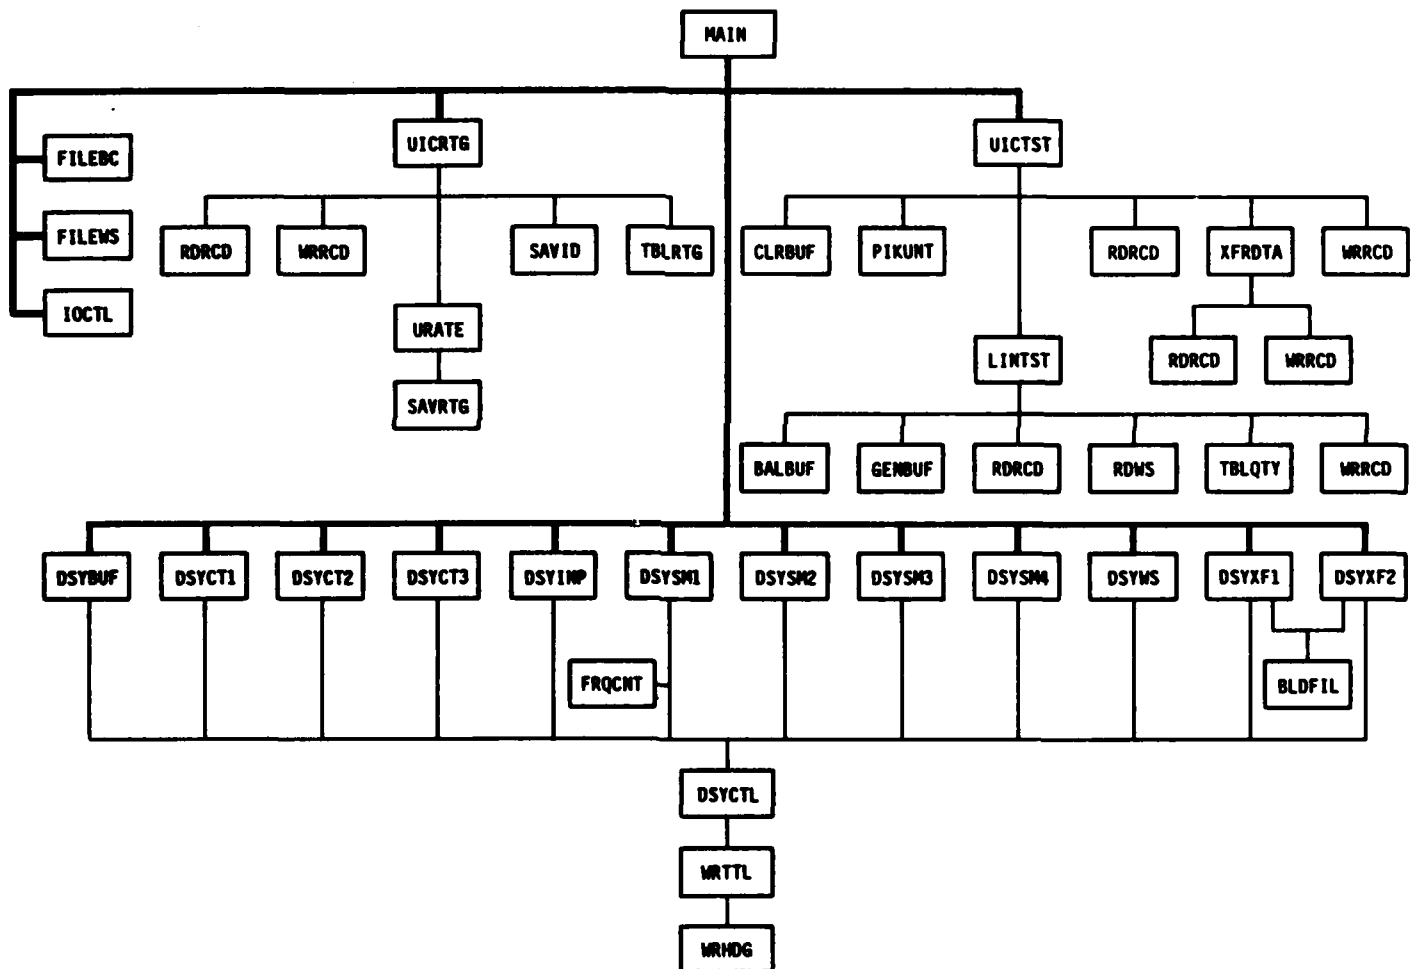 MAIN
UICRTG
UICTST
FILEBC
FILEWS
IOCTL
RDRCD
WRRCD
SAVID
TBLRTG
URATE
SAVRTG
CLRBUF
PIKUNT
RDRCD
XFRDTA
WRRCD
RDRCD
WRRCD
LINTST
BALBUF
GENBUF
RDRCD
RDWS
TBLQTY
WRRCD
DSYBUF
DSYCT1
DSYCT2
DSYCT3
DSYINP
DSYSM1
DSYSM2
DSYSM3
DSYSM4
DSYWS
DSYXF1
DSYXF2
FRQCNT
BLDFIL
DSYCTL
WRTTL
WRHDG